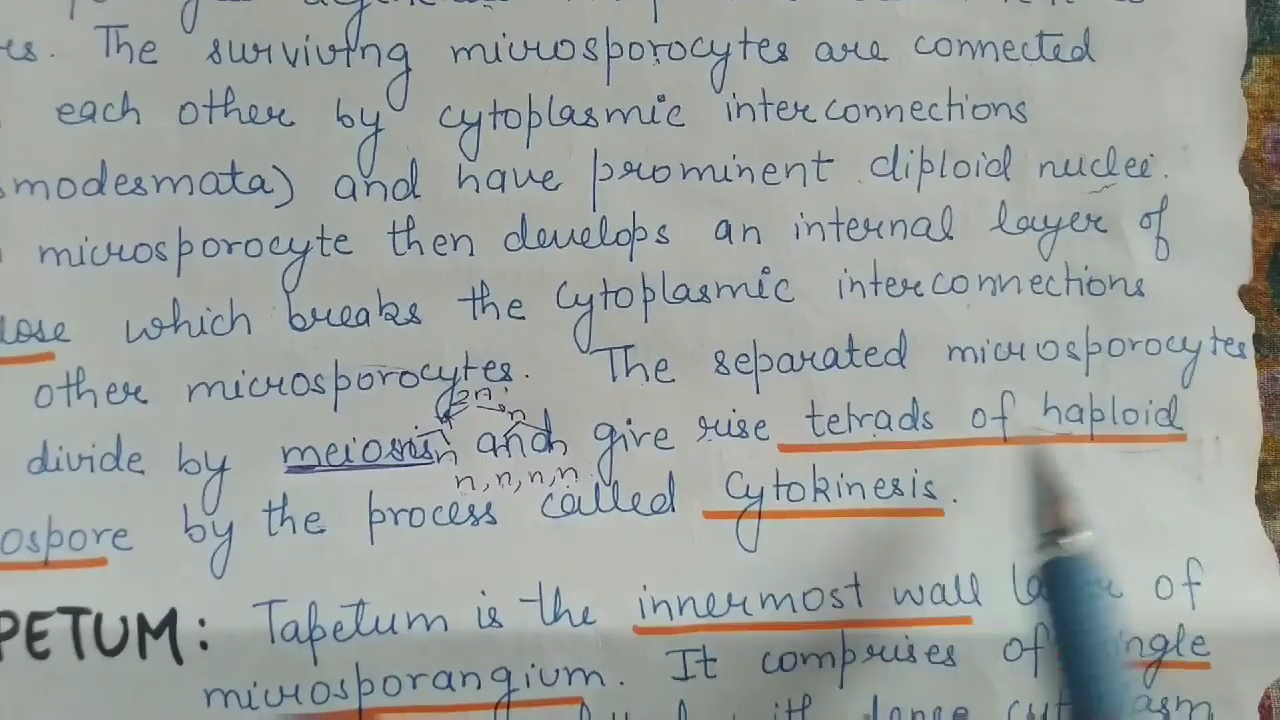 es. The surviving microsporocytes are connected
each other by cytoplasmic interconnections
modesmata) and have prominent diploid nuclei.
microsporocyte then develops an internal layer of
lose which breaks the cytoplasmic interconnections
other microsporocytes. The separated microsporocytes
2n
n
divide by meiosis n and give rise tetrads of haploid
n, n, n, n
ospore by the process called Cytokinesis.
PETUM: Tapetum is the innermost wall of
microsporangium. It comprises of ingle